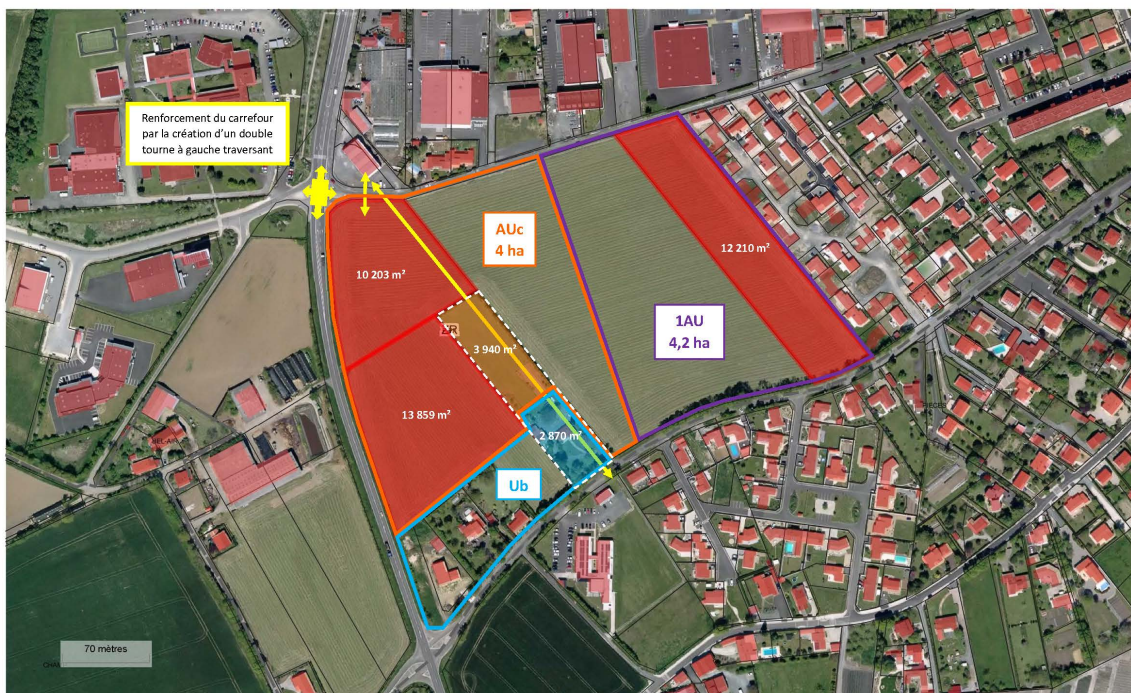 Renforcement du carrefour
par la création d'un double
tourne à gauche traversant
AUc
4 ha
12 210 m²
10 203 m²
1AU
4,2 ha
ER
3 940 m²
13 859 m²
2 870 m²
Ub
70 mètres